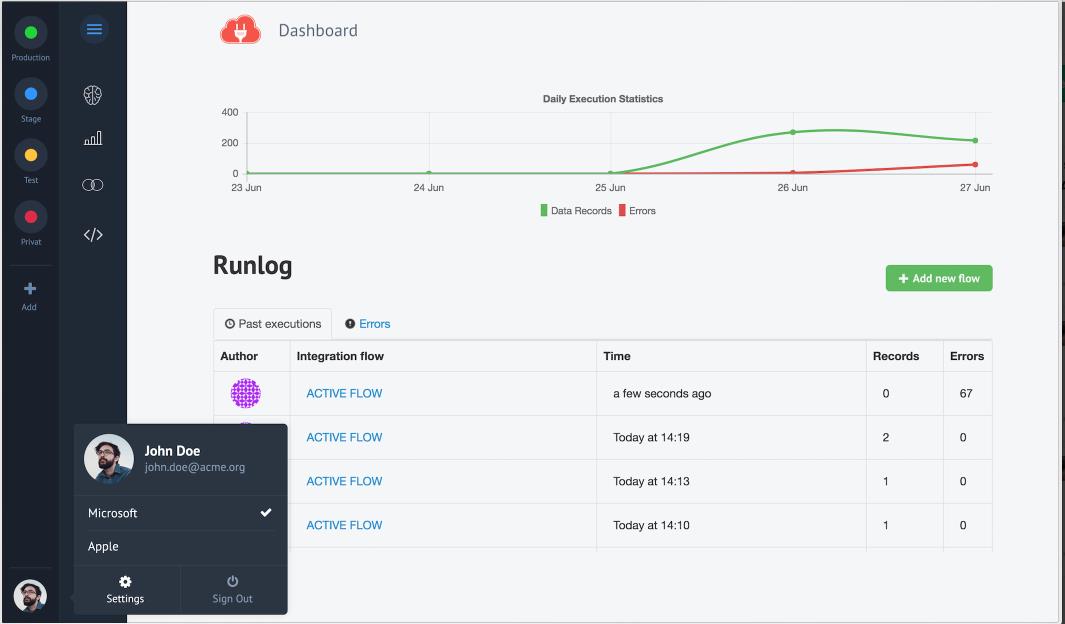 Production
Stage
Test
Privat
Add
Dashboard
Daily Execution Statistics
400
200
0
23 Jun 24 Jun 25 Jun 26 Jun 27 Jun
Data Records Errors
Runlog
Add new flow
Past executions Errors
Author Integration flow Time Records Errors
ACTIVE FLOW a few seconds ago 0 67
ACTIVE FLOW Today at 14:19 2 0
ACTIVE FLOW Today at 14:13 1 0
ACTIVE FLOW Today at 14:10 1 0
John Doe
john.doe@acme.org
Microsoft
Apple
Settings Sign Out